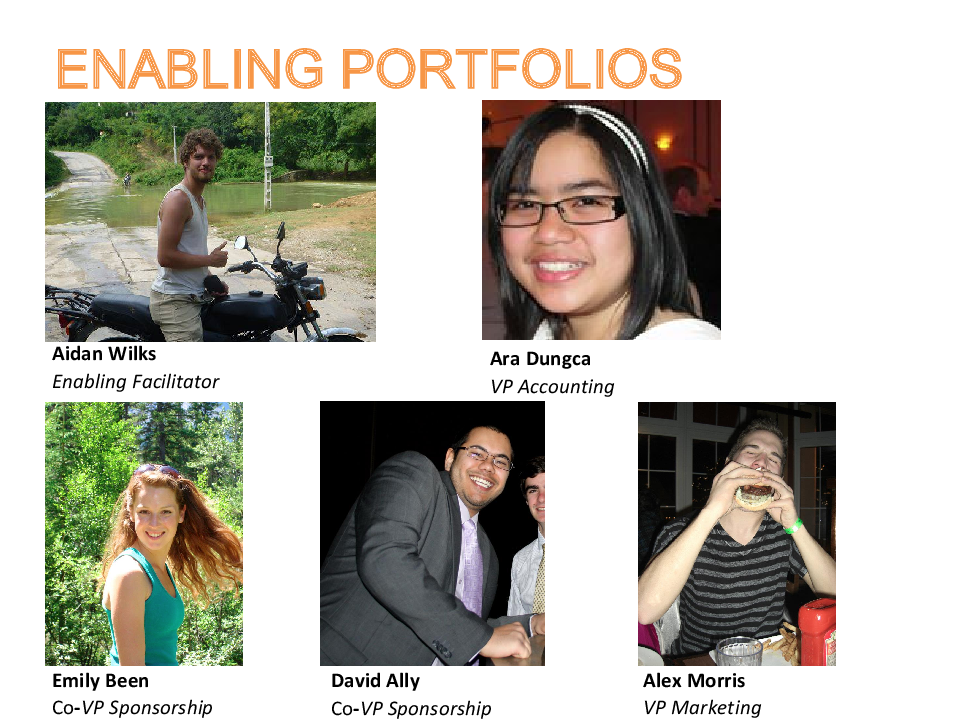 ENABLING PORTFOLIOS
Aidan Wilks
Enabling Facilitator
Ara Dungca
VP Accounting
Emily Been
Co-VP Sponsorship
David Ally
Co-VP Sponsorship
Alex Morris
VP Marketing